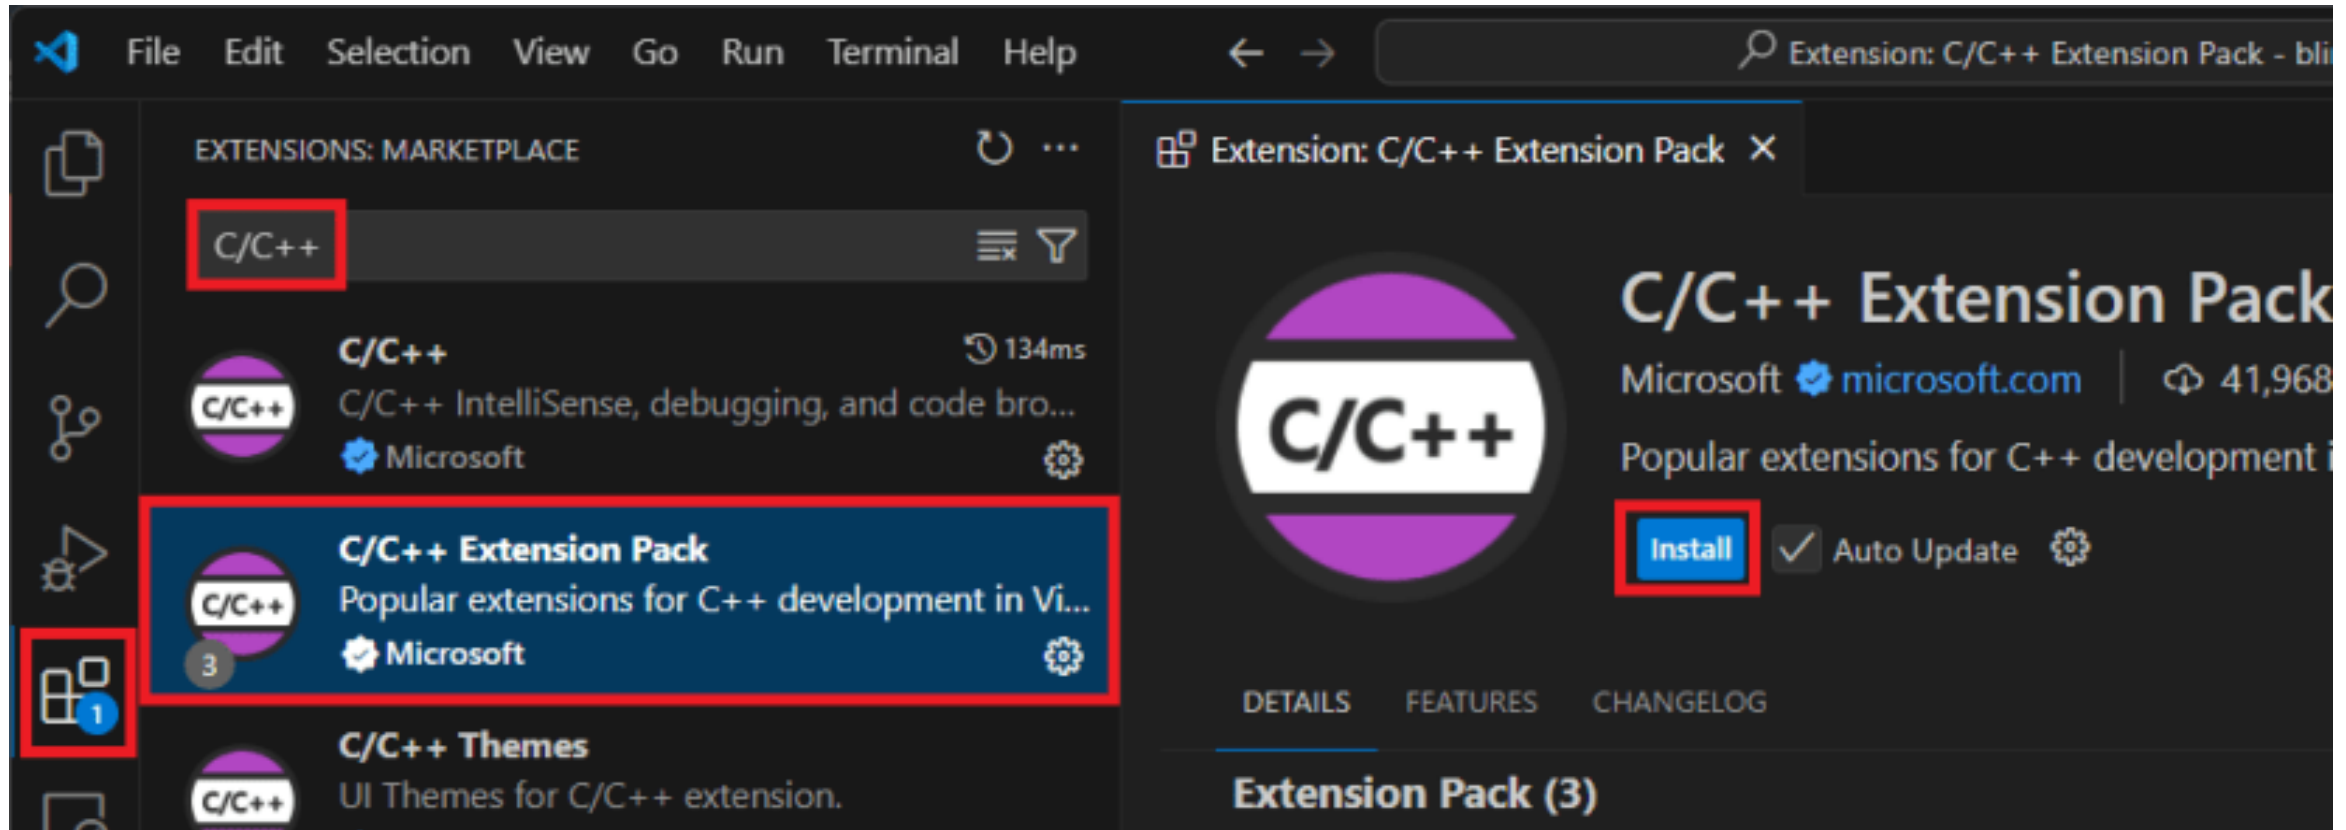 File Edit Selection View Go Run Terminal Help
Extension: C/C++ Extension Pack - bli
EXTENSIONS: MARKETPLACE
C/C++
C/C++
134ms
C/C++ IntelliSense, debugging, and code bro...
Microsoft
C/C++
C/C++ Extension Pack
Popular extensions for C++ development in Vi...
Microsoft
C/C++
3
1
C/C++ Themes
UI Themes for C/C++ extension.
C/C++
Extension: C/C++ Extension Pack
C/C++
C/C++ Extension Pack
Microsoft microsoft.com 41,968
Popular extensions for C++ development i
Install Auto Update
DETAILS FEATURES CHANGELOG
Extension Pack (3)